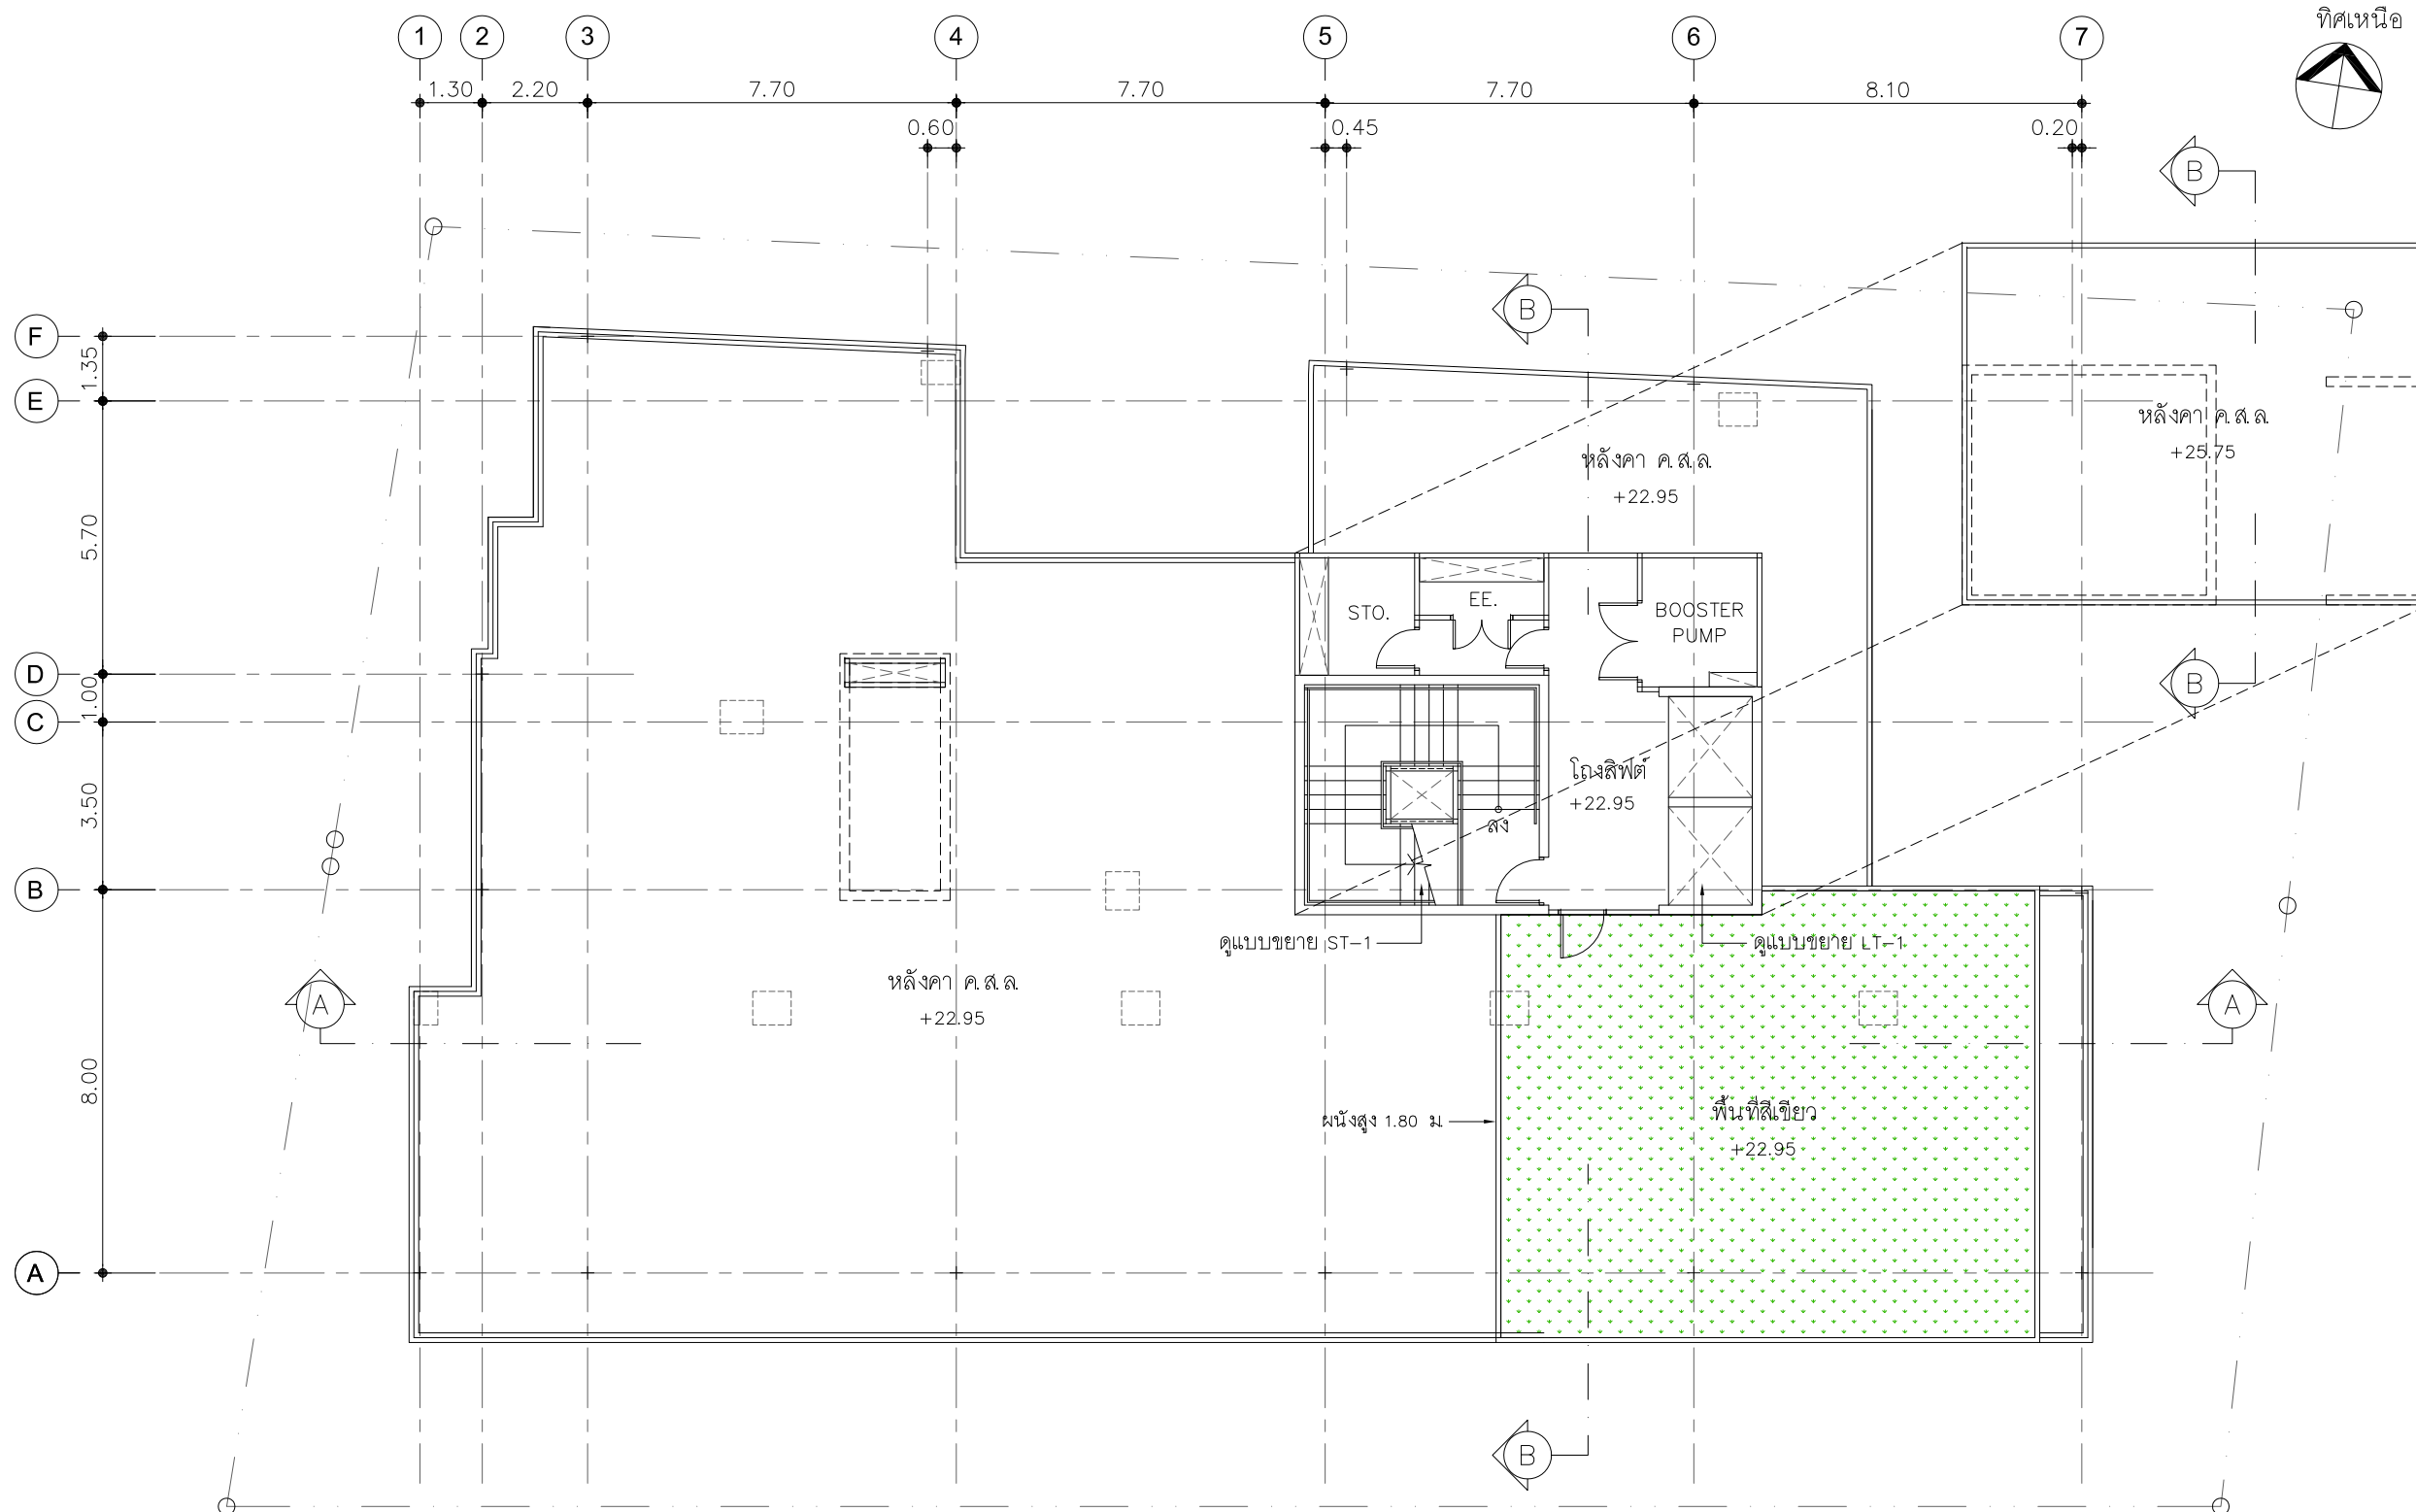 ทิศเหนือ
1 2 3 4 5 6 7
1.30 2.20 7.70 7.70 7.70 8.10
0.60 0.45 0.20
B
B
F
1.35
E
หลังคา ค.ส.ล.
+25.75
หลังคา ค.ส.ล.
+22.95
5.70
STO.
EE.
BOOSTER
PUMP
D
B
1.00
C
โถงลิฟต์
+22.95
3.50
ลง
B
ดูแบบขยาย ST-1
ดูแบบขยาย LT-1
หลังคา ค.ส.ล.
+22.95
A
A
8.00
ผนังสูง 1.80 ม.
พื้นที่สีเขียว
+22.95
A
B